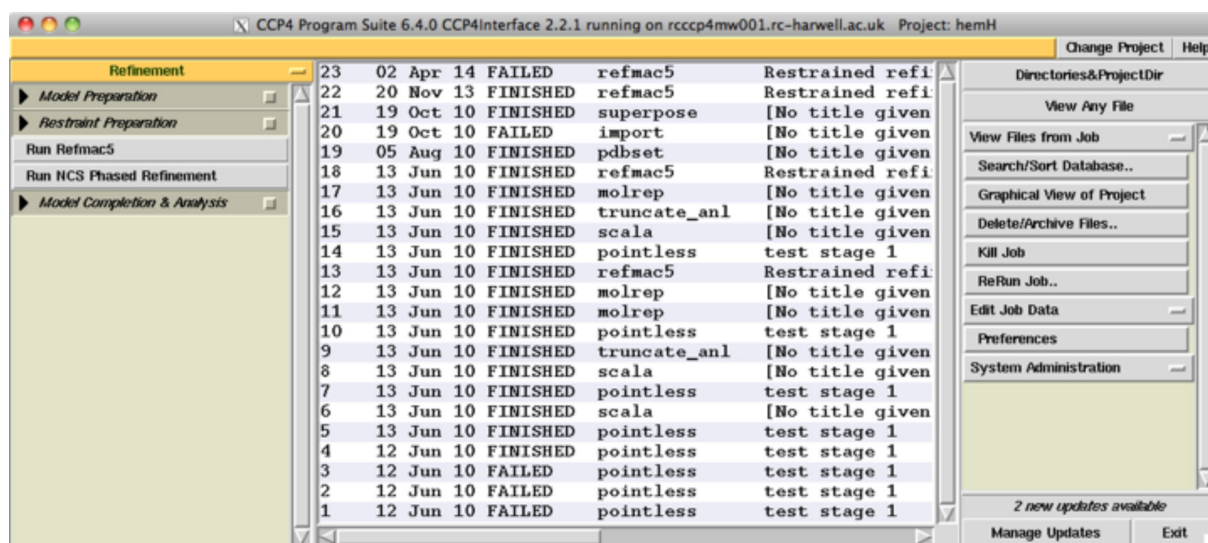 CCP4 Program Suite 6.4.0 CCP4Interface 2.2.1 running on rcccp4mw001.rc-harwell.ac.uk Project: hemH
Change Project Help
Refinement
Model Preparation
Restraint Preparation
Run Refmac5
Run NCS Phased Refinement
Model Completion & Analysis
23 02 Apr 14 FAILED refmac5 Restrained refi
22 20 Nov 13 FINISHED refmac5 Restrained refi
21 19 Oct 10 FINISHED superpose [No title given
20 19 Oct 10 FAILED import [No title given
19 05 Aug 10 FINISHED pdbset [No title given
18 13 Jun 10 FINISHED refmac5 Restrained refi
17 13 Jun 10 FINISHED molrep [No title given
16 13 Jun 10 FINISHED truncate_anl [No title given
15 13 Jun 10 FINISHED scala [No title given
14 13 Jun 10 FINISHED pointless test stage 1
13 13 Jun 10 FINISHED refmac5 Restrained refi
12 13 Jun 10 FINISHED molrep [No title given
11 13 Jun 10 FINISHED molrep [No title given
10 13 Jun 10 FINISHED pointless test stage 1
9 13 Jun 10 FINISHED truncate_anl [No title given
8 13 Jun 10 FINISHED scala [No title given
7 13 Jun 10 FINISHED pointless test stage 1
6 13 Jun 10 FINISHED scala [No title given
5 13 Jun 10 FINISHED pointless test stage 1
4 12 Jun 10 FINISHED pointless test stage 1
3 12 Jun 10 FAILED pointless test stage 1
2 12 Jun 10 FAILED pointless test stage 1
1 12 Jun 10 FAILED pointless test stage 1
Directories&ProjectDir
View Any File
View Files from Job
Search/Sort Database..
Graphical View of Project
Delete/Archive Files..
Kill Job
ReRun Job..
Edit Job Data
Preferences
System Administration
2 new updates available
Manage Updates Exit